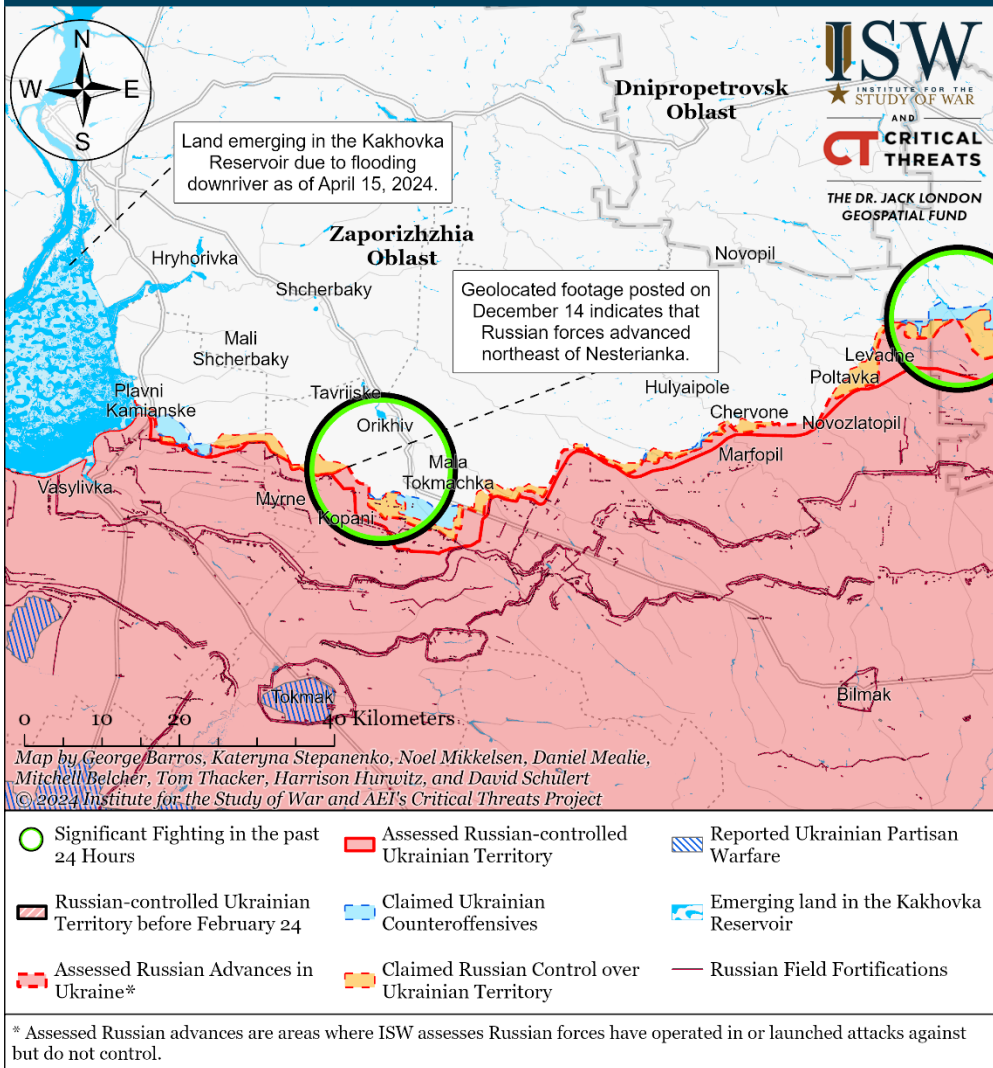 N
W E
S
ISW
INSTITUTE FOR THE
STUDY OF WAR
AND
CT CRITICAL
THREATS
THE DR. JACK LONDON
GEOSPATIAL FUND
Dnipropetrovsk
Oblast
Land emerging in the Kakhovka
Reservoir due to flooding
downriver as of April 15, 2024.
Zaporizhzhia
Oblast
Hryhorivka
Novopil
Shcherbaky
Geolocated footage posted on
December 14 indicates that
Russian forces advanced
northeast of Nesterianka.
Mali
Shcherbaky
Levadne
Poltavka
Plavni
Kamianske
Tavriiske
Hulyaipole
Orikhiv
Chervone
Novozlatopil
Mala
Tokmachka
Marfopil
Vasylivka
Myrne
Kopani
Tokmak
Bilmak
0 10 20 40 Kilometers
Map by George Barros, Kateryna Stepanenko, Noel Mikkelsen, Daniel Mealie,
Mitchell Belcher, Tom Thacker, Harrison Hurwitz, and David Schulert
© 2024 Institute for the Study of War and AEI's Critical Threats Project
Significant Fighting in the past
24 Hours
Assessed Russian-controlled
Ukrainian Territory
Reported Ukrainian Partisan
Warfare
Russian-controlled Ukrainian
Territory before February 24
Claimed Ukrainian
Counteroffensives
Emerging land in the Kakhovka
Reservoir
Assessed Russian Advances in
Ukraine*
Claimed Russian Control over
Ukrainian Territory
Russian Field Fortifications
* Assessed Russian advances are areas where ISW assesses Russian forces have operated in or launched attacks against
but do not control.